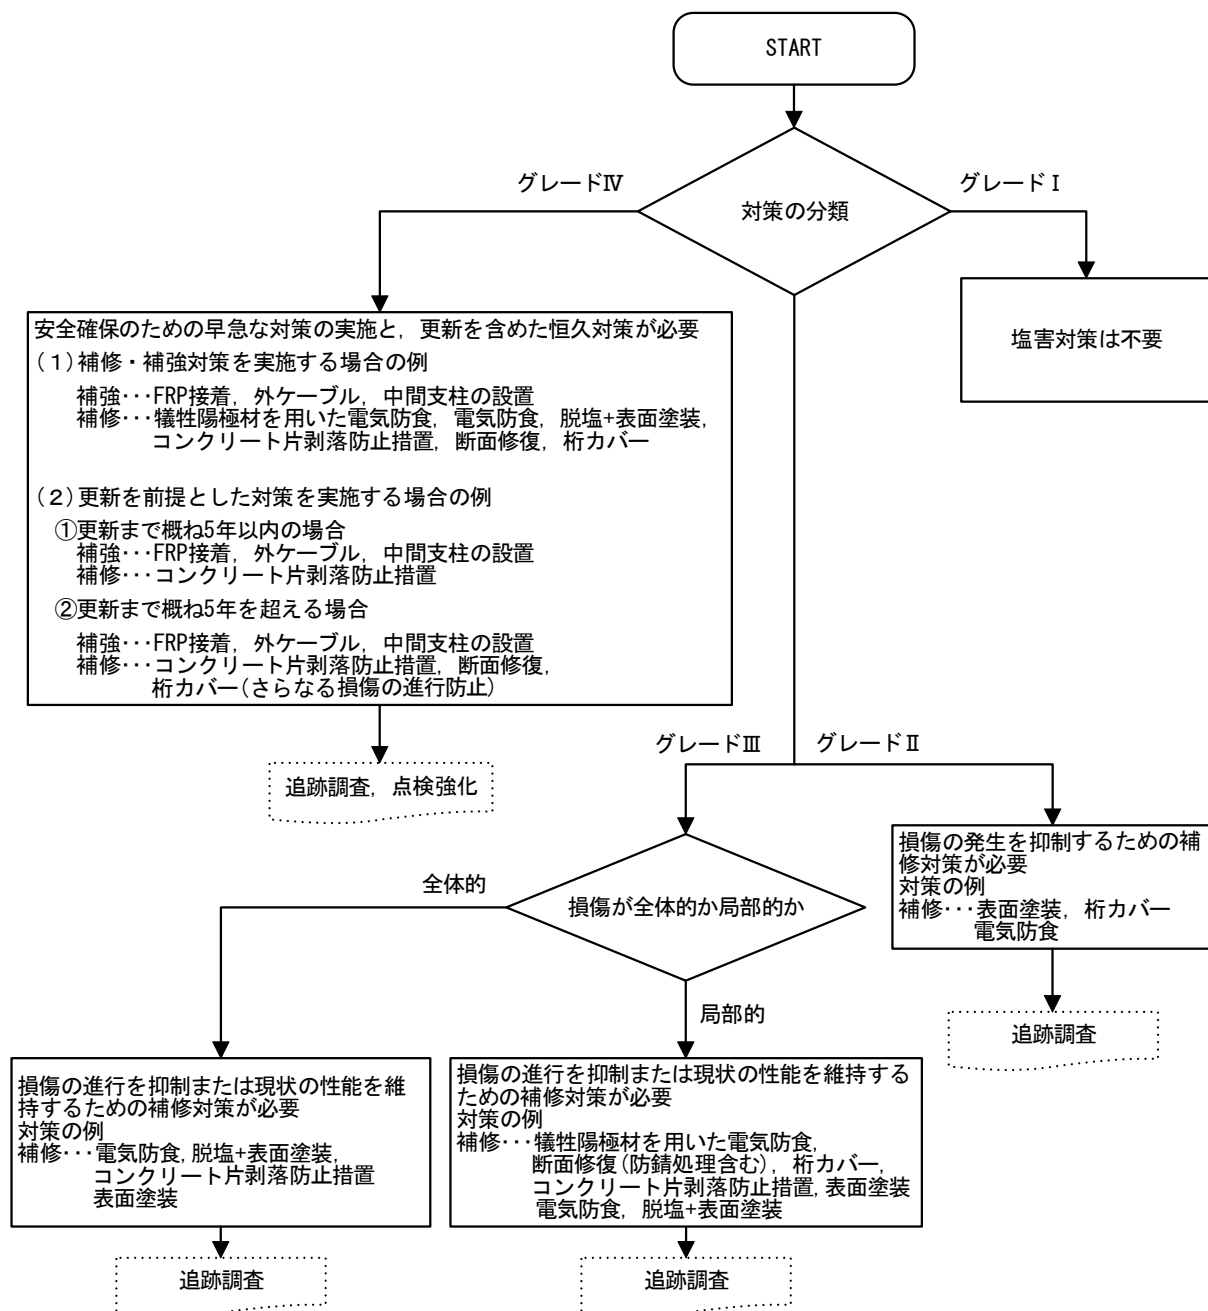 START
対策の分類
グレードⅣ
グレードⅠ
塩害対策は不要
安全確保のための早急な対策の実施と，更新を含めた恒久対策が必要
（１）補修・補強対策を実施する場合の例
補強･･･FRP接着，外ケーブル，中間支柱の設置
補修･･･犠牲陽極材を用いた電気防食，電気防食，脱塩+表面塗装，
コンクリート片剥落防止措置，断面修復，桁カバー
（２）更新を前提とした対策を実施する場合の例
①更新まで概ね5年以内の場合
補強･･･FRP接着，外ケーブル，中間支柱の設置
補修･･･コンクリート片剥落防止措置
②更新まで概ね5年を超える場合
補強･･･FRP接着，外ケーブル，中間支柱の設置
補修･･･コンクリート片剥落防止措置，断面修復，
桁カバー(さらなる損傷の進行防止)
追跡調査，点検強化
グレードⅢ
グレードⅡ
損傷が全体的か局部的か
全体的
局部的
損傷の発生を抑制するための補
修対策が必要
対策の例
補修･･･表面塗装，桁カバー
電気防食
追跡調査
損傷の進行を抑制または現状の性能を維
持するための補修対策が必要
対策の例
補修･･･電気防食，脱塩+表面塗装，
コンクリート片剥落防止措置
表面塗装
追跡調査
損傷の進行を抑制または現状の性能を維持する
ための補修対策が必要
対策の例
補修･･･犠牲陽極材を用いた電気防食，
断面修復(防錆処理含む)，桁カバー，
コンクリート片剥落防止措置，表面塗装
電気防食，脱塩+表面塗装
追跡調査